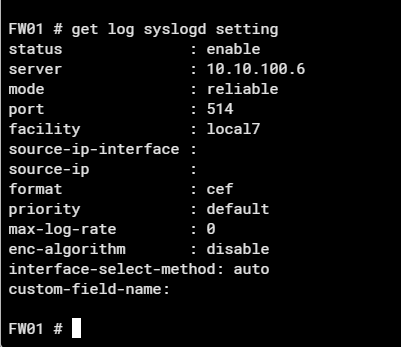 FW01 # get log syslogd setting
status              : enable
server              : 10.10.100.6
mode                : reliable
port                : 514
facility            : local7
source-ip-interface :
source-ip           :
format              : cef
priority            : default
max-log-rate        : 0
enc-algorithm       : disable
interface-select-method: auto
custom-field-name:
FW01 #